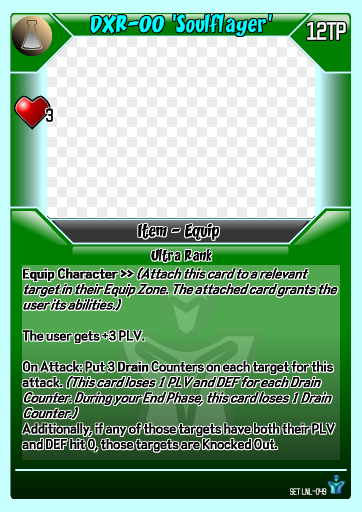 DXR-00 'Soulflayer'
12TP
3
Item - Equip
Ultra Rank
Equip Character >> (Attach this card to a relevant
target in their Equip Zone. The attached card grants the
user its abilities.)
The user gets +3 PLV.
On Attack: Put 3 Drain Counters on each target for this
attack. (This card loses 1 PLV and DEF for each Drain
Counter. During your End Phase, this card loses 1 Drain
Counter.)
Additionally, if any of those targets have both their PLV
and DEF hit 0, those targets are Knocked Out.
SET LNL-049